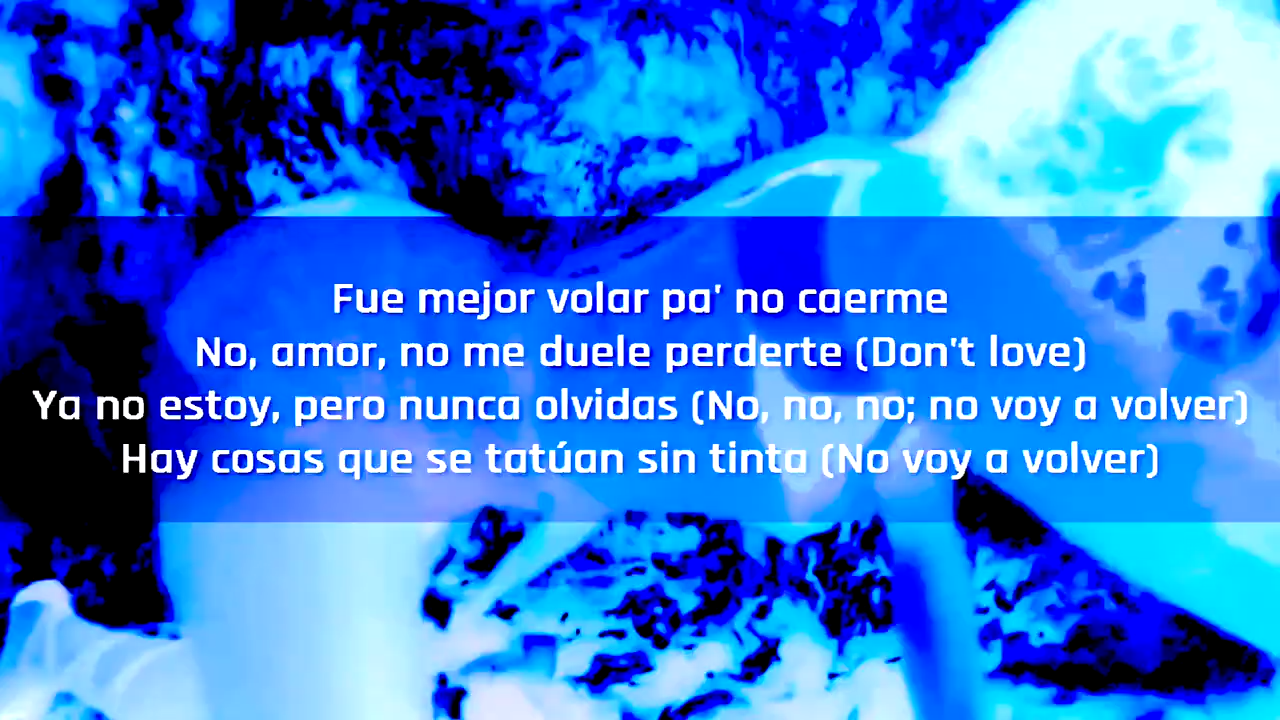 Fue mejor volar pa' no caerme
No, amor, no me duele perderte (Don't love)
Ya no estoy, pero nunca olvidas (No, no, no; no voy a volver)
Hay cosas que se tatúan sin tinta (No voy a volver)